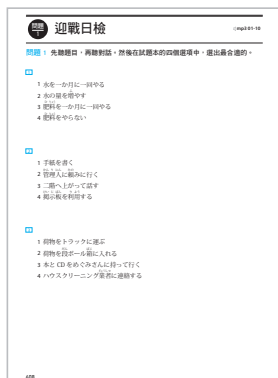 問題
1
迎戰日檢
mp3 01-10
問題 1 先聽題目，再聽對話。然後在試題本的四個選項中，選出最合適的。
1 水を一か月に一回やる
2 水の量を増やす
3 肥料を一か月に一回やる
4 肥料をやらない
1 手紙を書く
2 管理人に頼みに行く
3 二階へ上がって話す
4 掲示板を利用する
1 荷物をトラックに運ぶ
2 荷物を段ボール箱に入れる
3 本とCDをめぐみさんに持って行く
4 ハウスクリーニング業者に連絡する